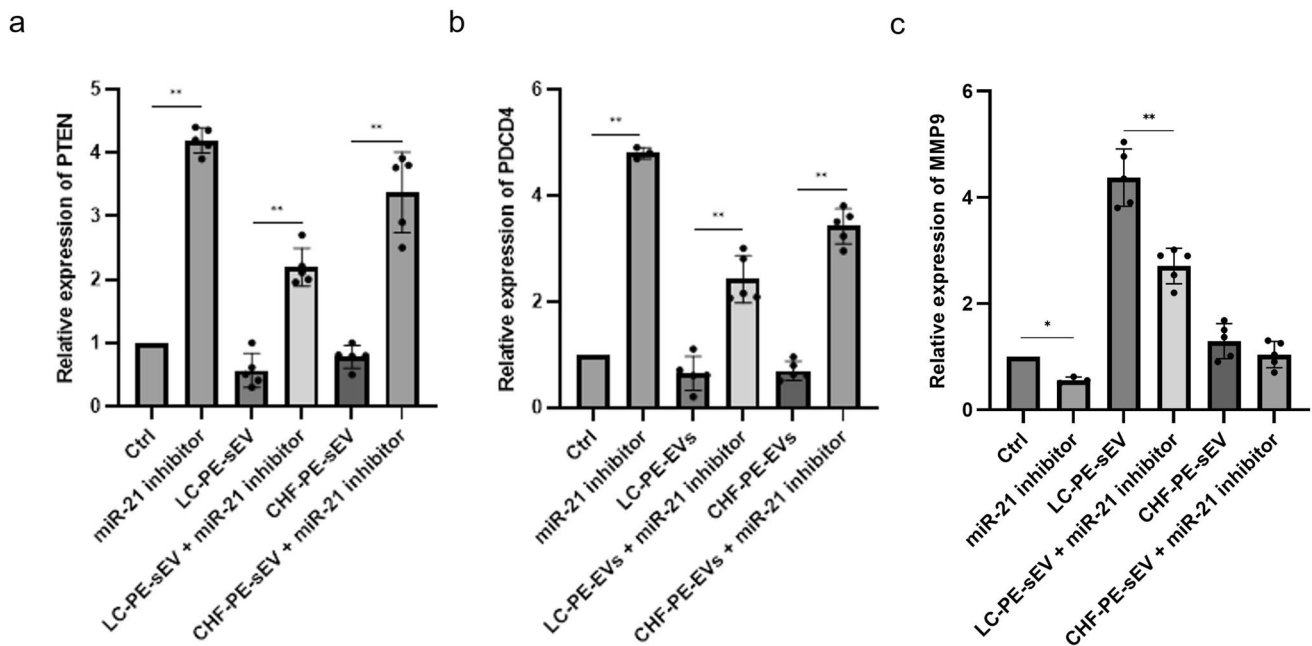 a
b
c
Relative expression of PTEN
5
4
3
2
1
0
**
**
**
Ctrl
miR-21 inhibitor
LC-PE-sEV
LC-PE-sEV + miR-21 inhibitor
CHF-PE-sEV
CHF-PE-sEV + miR-21 inhibitor
Relative expression of PDCD4
6
4
2
0
**
**
**
Ctrl
miR-21 inhibitor
LC-PE-EVs
LC-PE-EVs + miR-21 inhibitor
CHF-PE-EVs
CHF-PE-EVs + miR-21 inhibitor
Relative expression of MMP9
6
4
2
0
*
**
Ctrl
miR-21 inhibitor
LC-PE-sEV
LC-PE-sEV + miR-21 inhibitor
CHF-PE-sEV
CHF-PE-sEV + miR-21 inhibitor